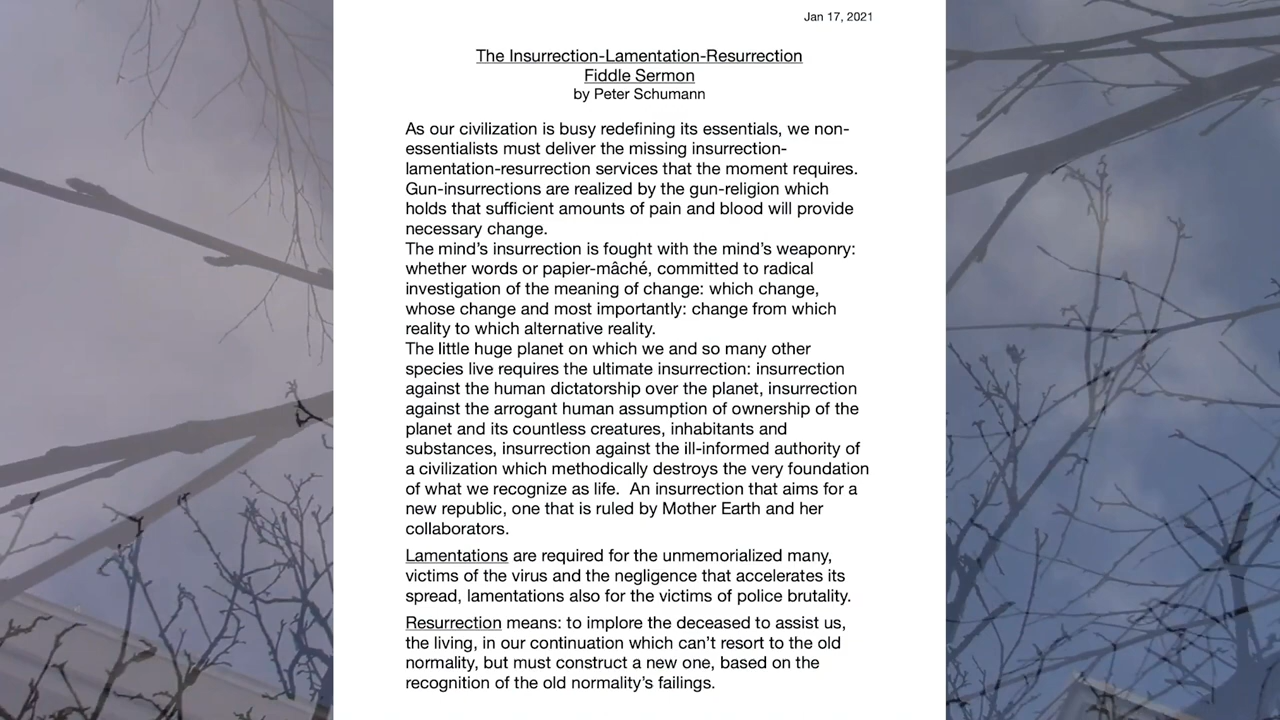 Jan 17, 2021
The Insurrection-Lamentation-Resurrection
Fiddle Sermon
by Peter Schumann
As our civilization is busy redefining its essentials, we non-
essentialists must deliver the missing insurrection-
lamentation-resurrection services that the moment requires.
Gun-insurrections are realized by the gun-religion which
holds that sufficient amounts of pain and blood will provide
necessary change.
The mind's insurrection is fought with the mind's weaponry:
whether words or papier-mâché, committed to radical
investigation of the meaning of change: which change,
whose change and most importantly: change from which
reality to which alternative reality.
The little huge planet on which we and so many other
species live requires the ultimate insurrection: insurrection
against the human dictatorship over the planet, insurrection
against the arrogant human assumption of ownership of the
planet and its countless creatures, inhabitants and
substances, insurrection against the ill-informed authority of
a civilization which methodically destroys the very foundation
of what we recognize as life.  An insurrection that aims for a
new republic, one that is ruled by Mother Earth and her
collaborators.
Lamentations are required for the unmemorialized many,
victims of the virus and the negligence that accelerates its
spread, lamentations also for the victims of police brutality.
Resurrection means: to implore the deceased to assist us,
the living, in our continuation which can't resort to the old
normality, but must construct a new one, based on the
recognition of the old normality's failings.